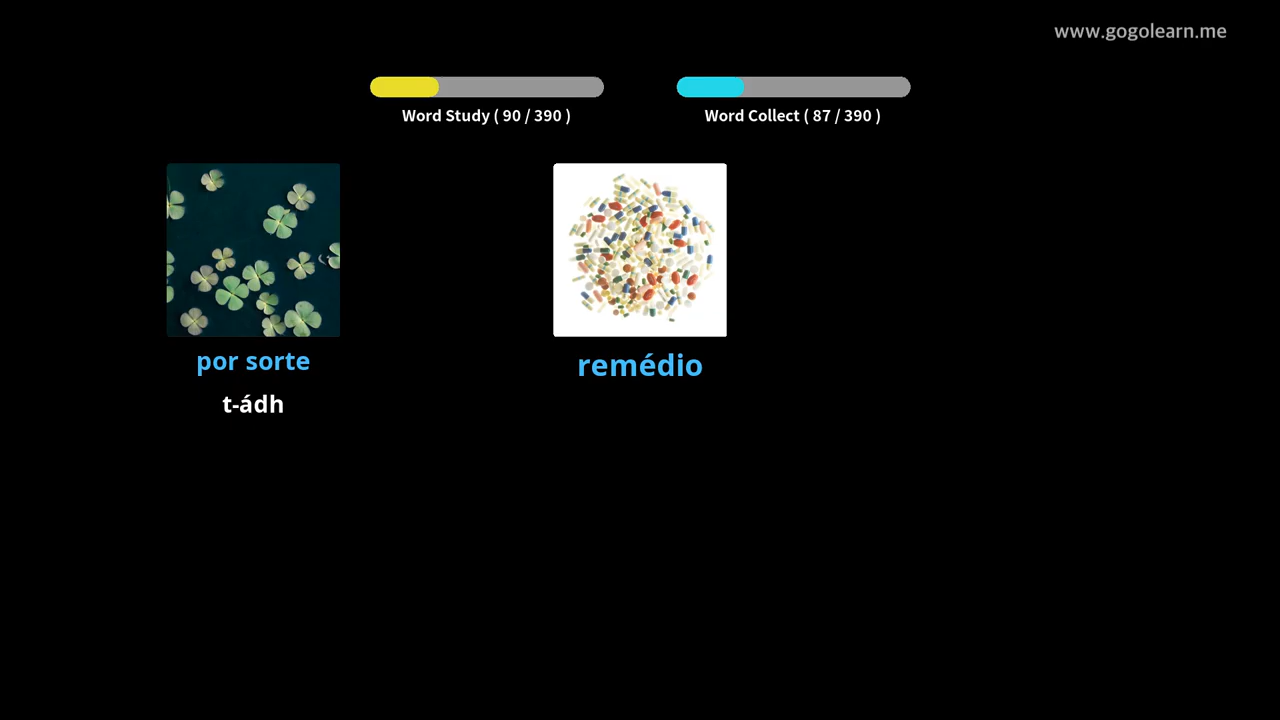 www.gogolearn.me
Word Study ( 90 / 390 )
Word Collect ( 87 / 390 )
por sorte
t-ádh
remédio